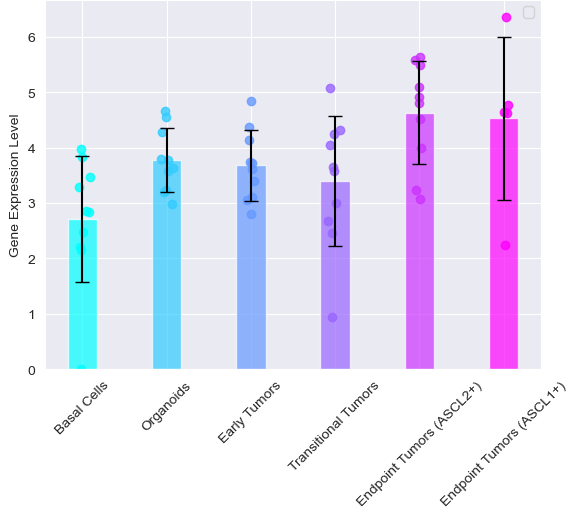 Gene Expression Level
6
5
4
3
2
1
0
Basal Cells
Organoids
Early Tumors
Transitional Tumors
Endpoint Tumors (ASCL2+)
Endpoint Tumors (ASCL1+)